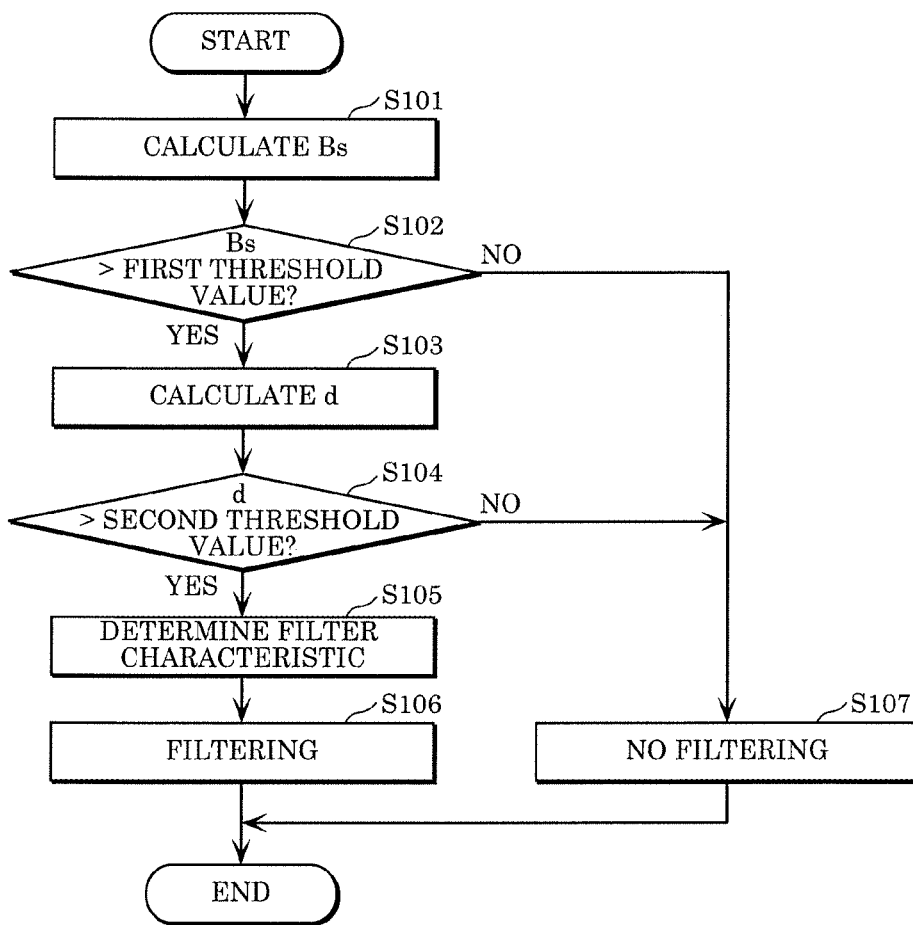 START
S101
CALCULATE Bs
S102
Bs
> FIRST THRESHOLD
VALUE?
NO
YES
S103
CALCULATE d
S104
d
> SECOND THRESHOLD
VALUE?
NO
YES
S105
DETERMINE FILTER
CHARACTERISTIC
S106
FILTERING
S107
NO FILTERING
END